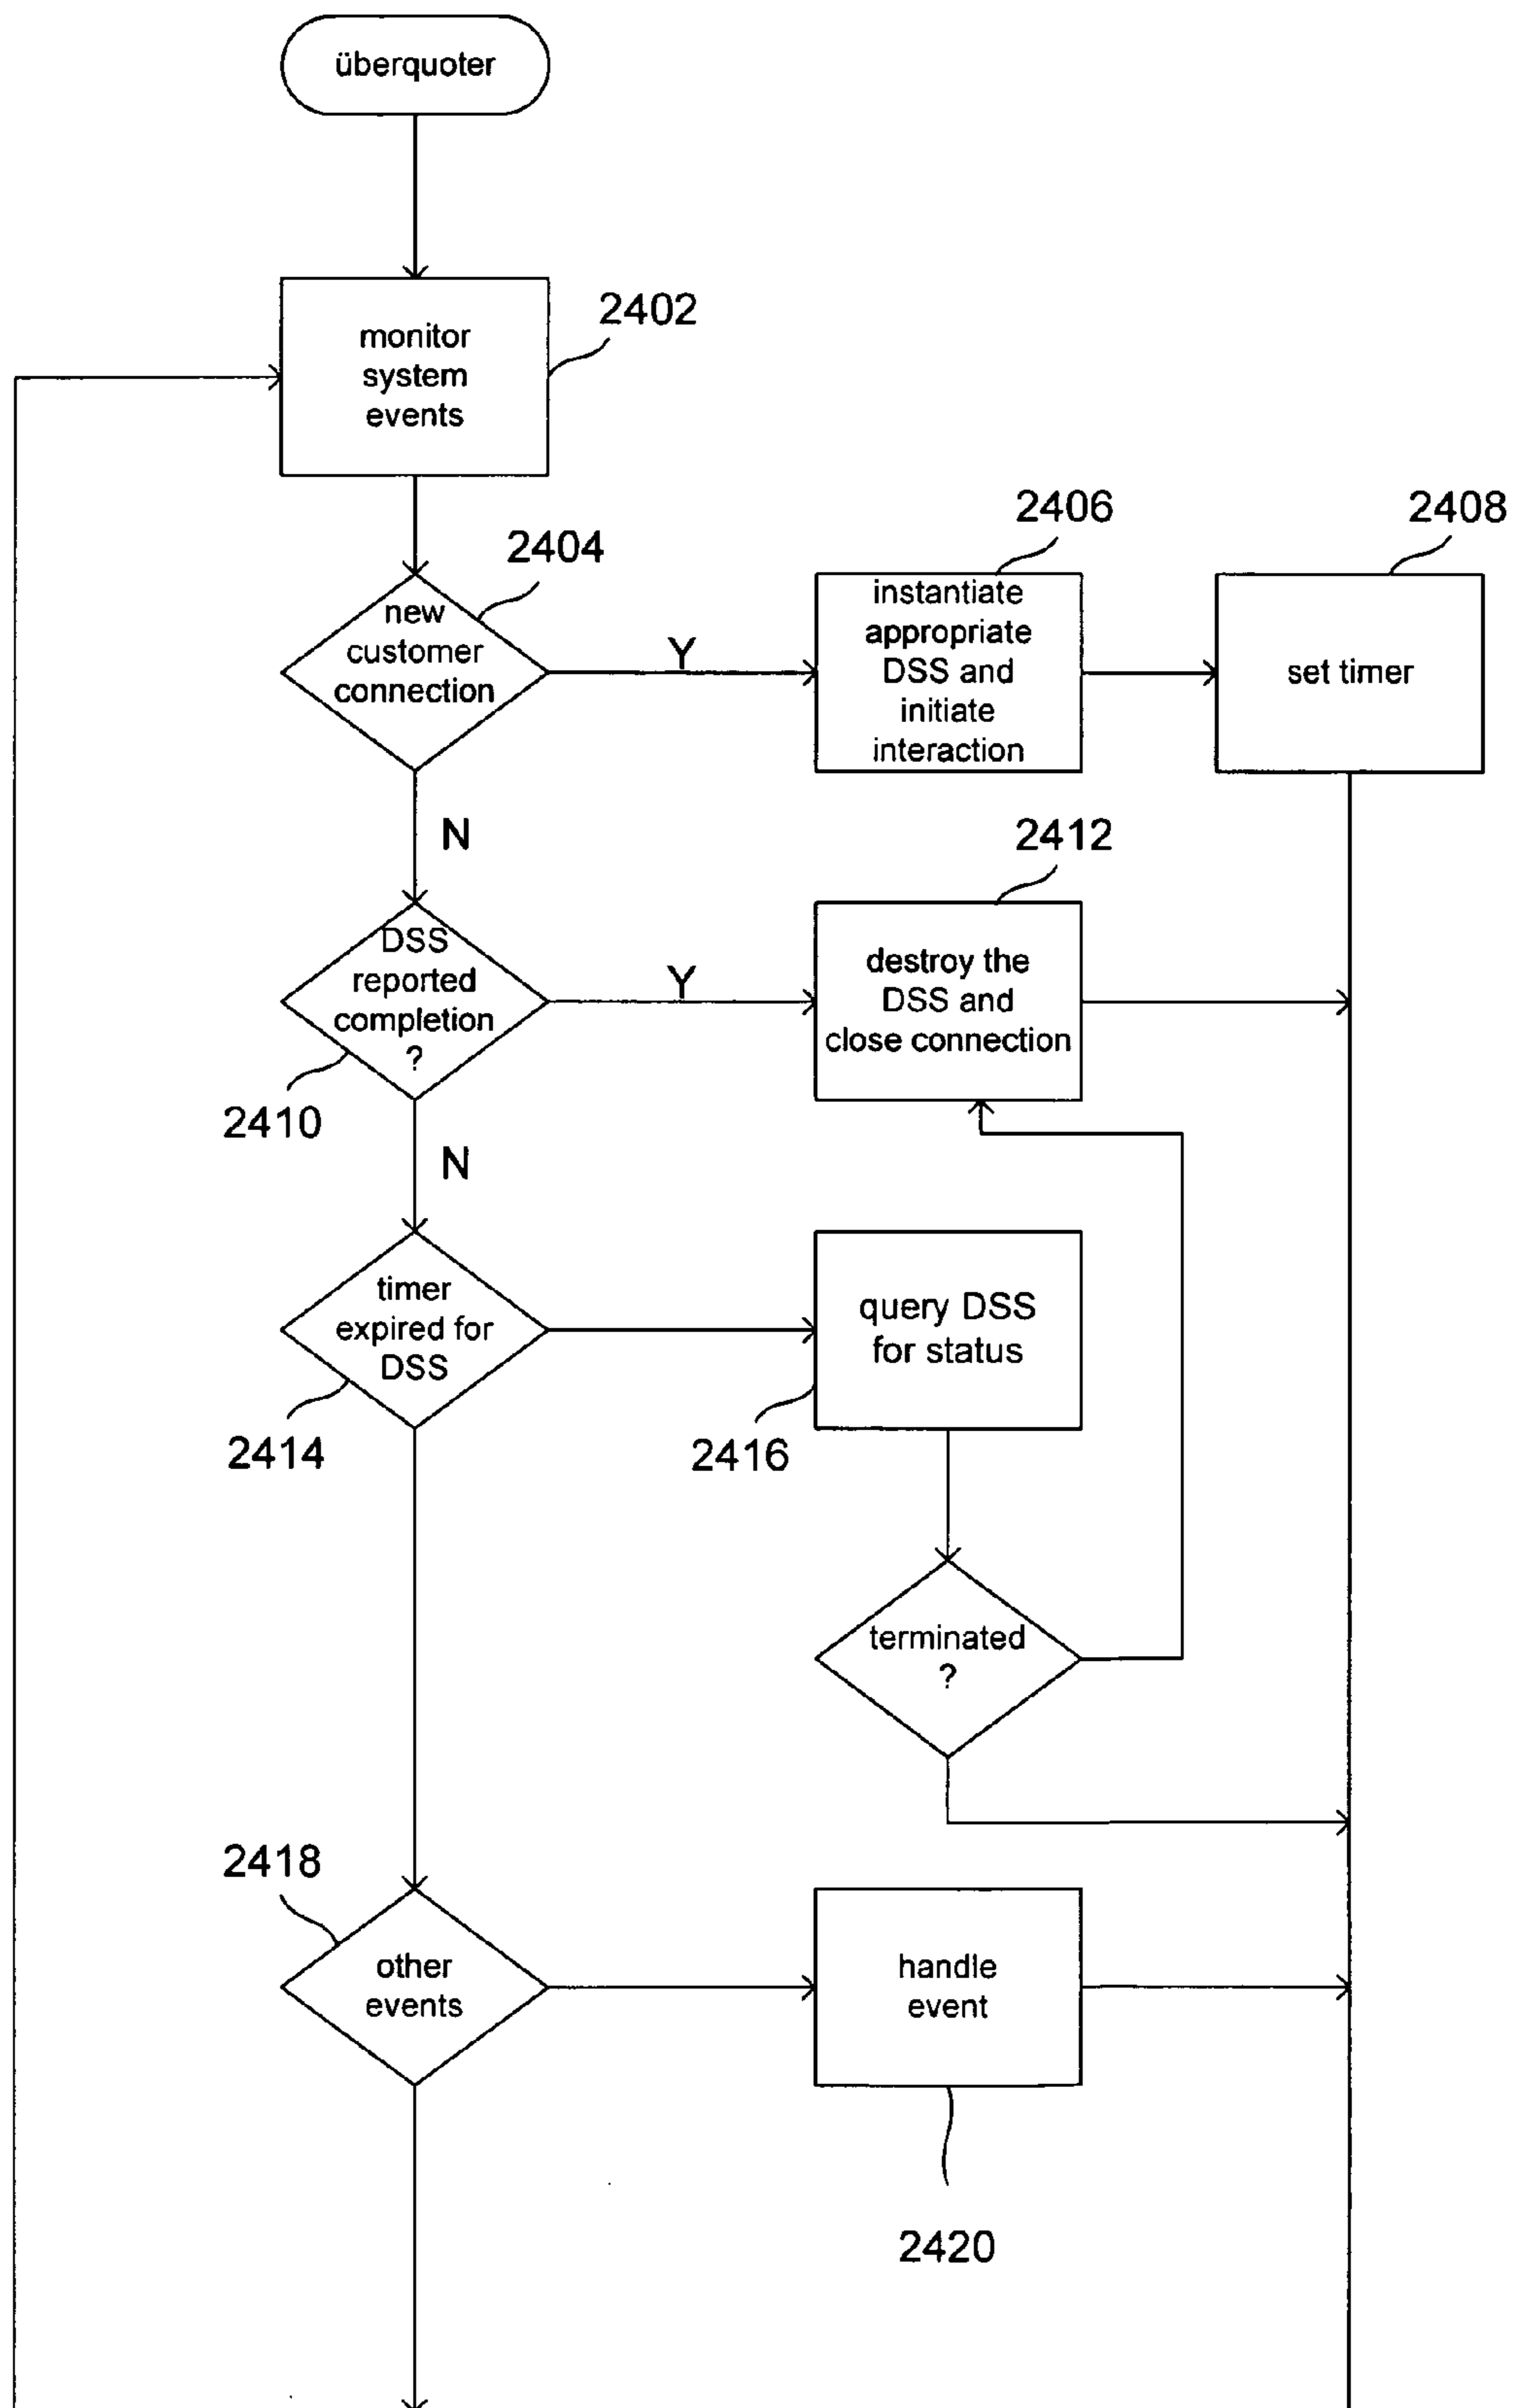 überquoter
monitor
system
events
2402
2404
new
customer
connection
Y
2406
instantiate
appropriate
DSS and
initiate
interaction
2408
set timer
N
DSS
reported
completion
?
2410
Y
2412
destroy the
DSS and
close connection
N
timer
expired for
DSS
2414
query DSS
for status
2416
terminated
?
2418
other
events
handle
event
2420